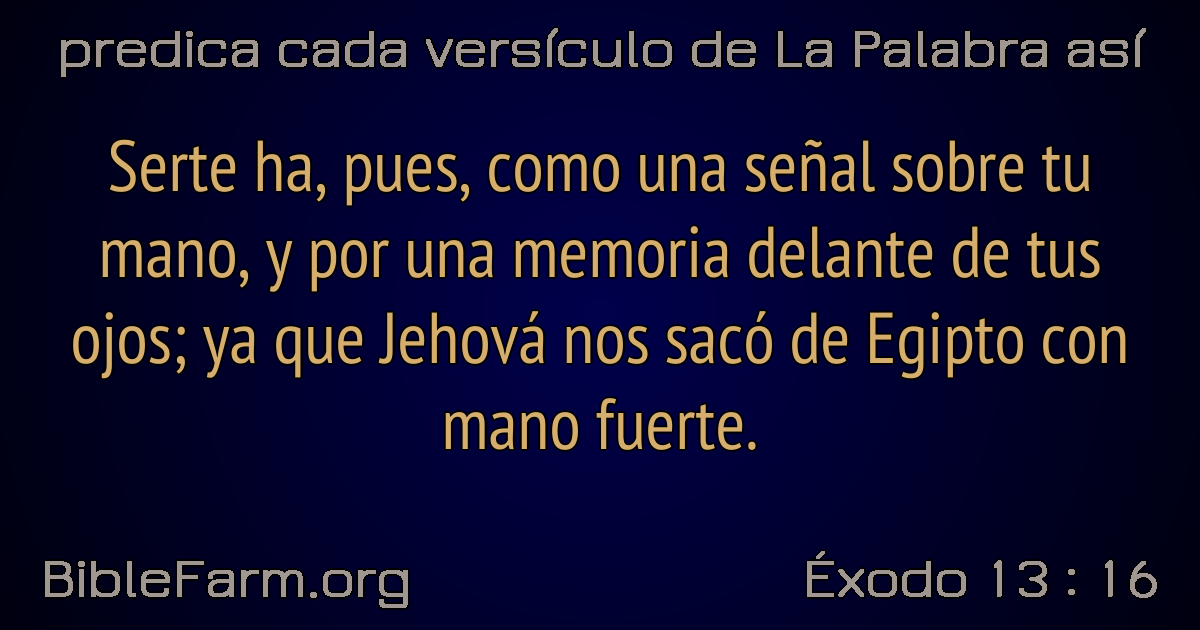 predica cada versículo de La Palabra así
Serte ha, pues, como una señal sobre tu
mano, y por una memoria delante de tus
ojos; ya que Jehová nos sacó de Egipto con
mano fuerte.
BibleFarm.org
Éxodo 13 : 16